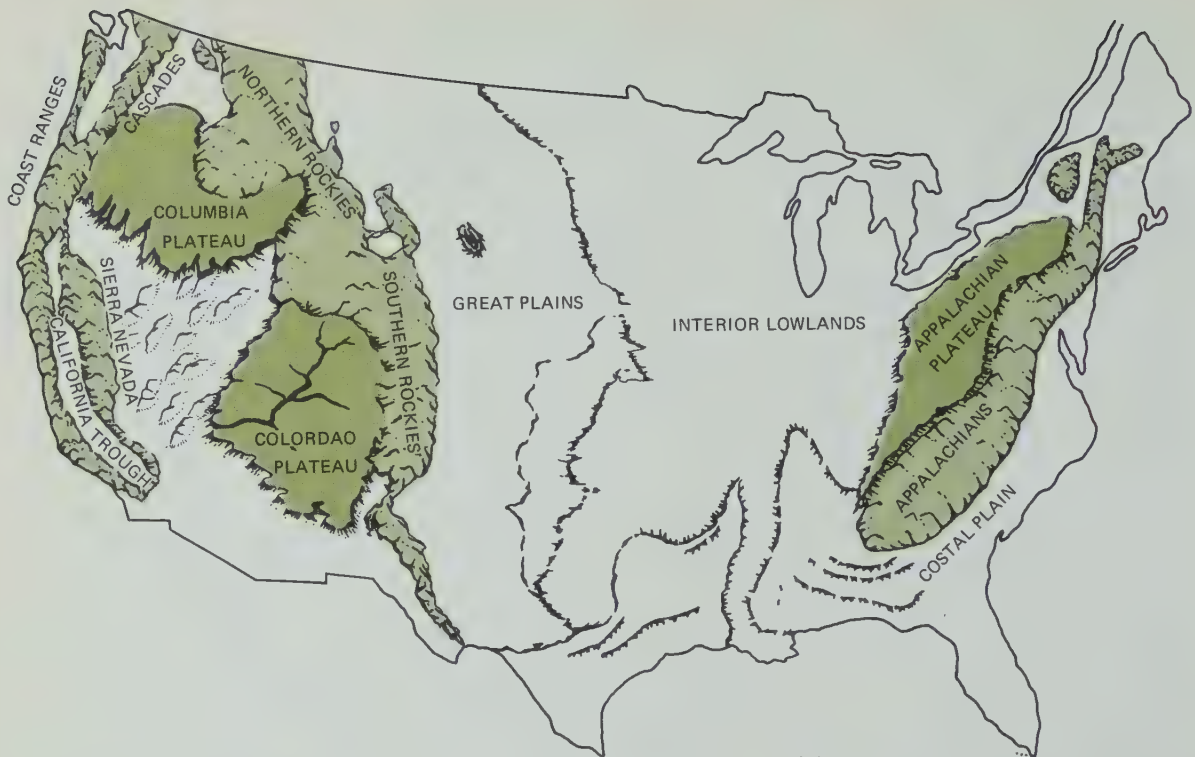 COAST RANGES
CASCADES
NORTHERN ROCKIES
COLUMBIA
PLATEAU
SIERRA NEVADA
CALIFORNIA TROUGH
SOUTHERN ROCKIES
COLORDAO
PLATEAU
GREAT PLAINS
INTERIOR LOWLANDS
APPALACHIAN
PLATEAU
APPALACHIANS
COSTAL PLAIN